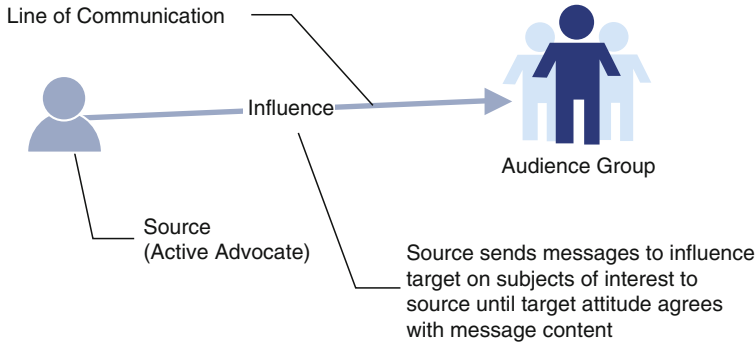 Line of Communication
Influence
Audience Group
Source
(Active Advocate)
Source sends messages to influence
target on subjects of interest to
source until target attitude agrees
with message content